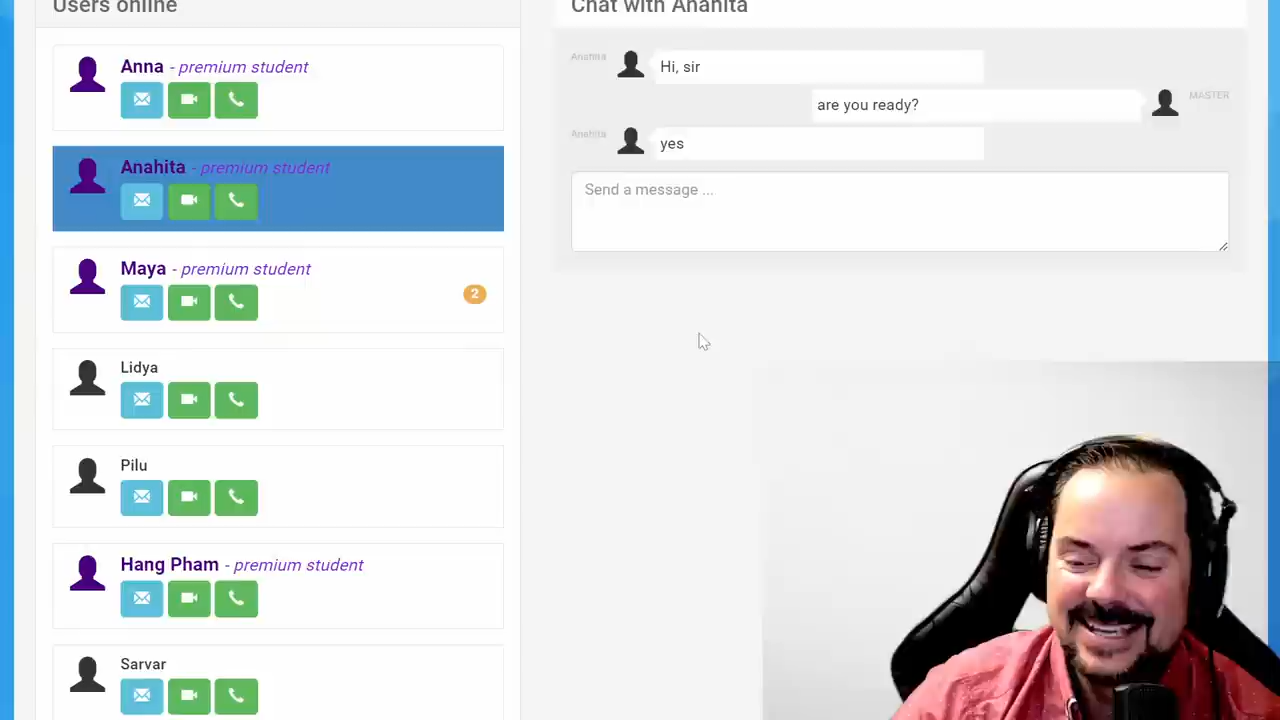 Users online
Anna - premium student
Anahita - premium student
Maya - premium student
2
Lidya
Pilu
Hang Pham - premium student
Sarvar
Chat with Anahita
Anahita
Hi, sir
are you ready?
MASTER
Anahita
yes
Send a message ...